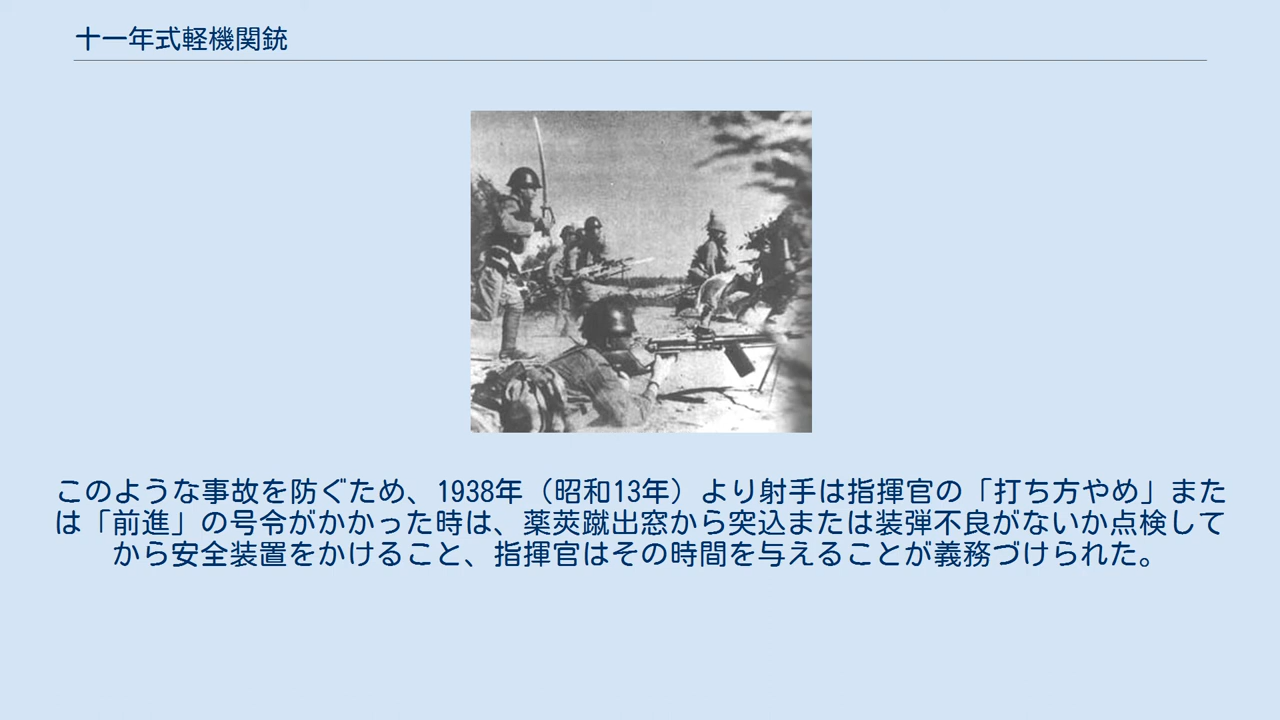 十一年式軽機関銃
このような事故を防ぐため、1938年（昭和13年）より射手は指揮官の「打ち方やめ」また
は「前進」の号令がかかった時は、薬莢蹴出窓から突込または装弾不良がないか点検して
から安全装置をかけること、指揮官はその時間を与えることが義務づけられた。